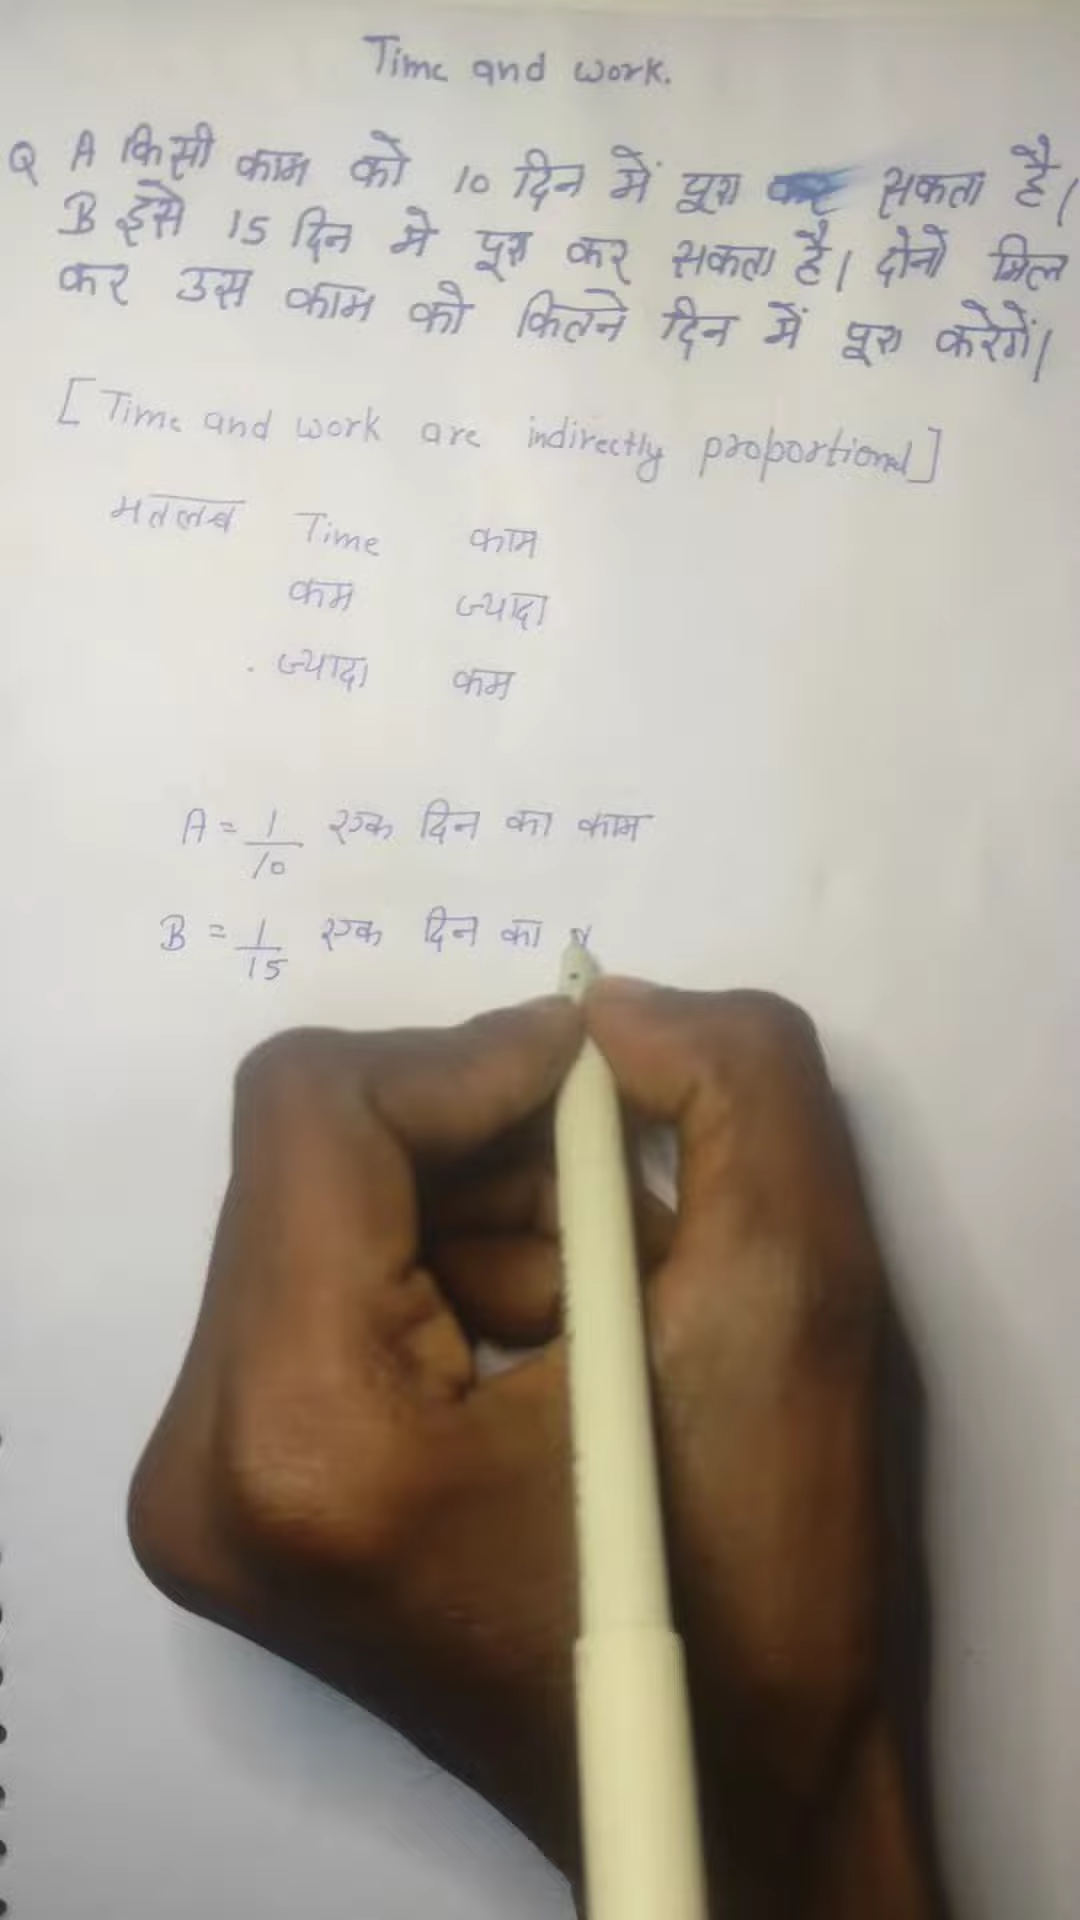 Time and work.
Q A किसी काम को 10 दिन में पूरा कर सकता है।
B इसे 15 दिन मे पूरा कर सकता है। दोनो मिल
कर उस काम को कितने दिन में पूरा करेगें।
[Time and work are indirectly proportional]
मतलब Time काम
कम ज्यादा
. ज्यादा कम
A = 1/10 एक दिन का काम
B = 1/15 एक दिन का